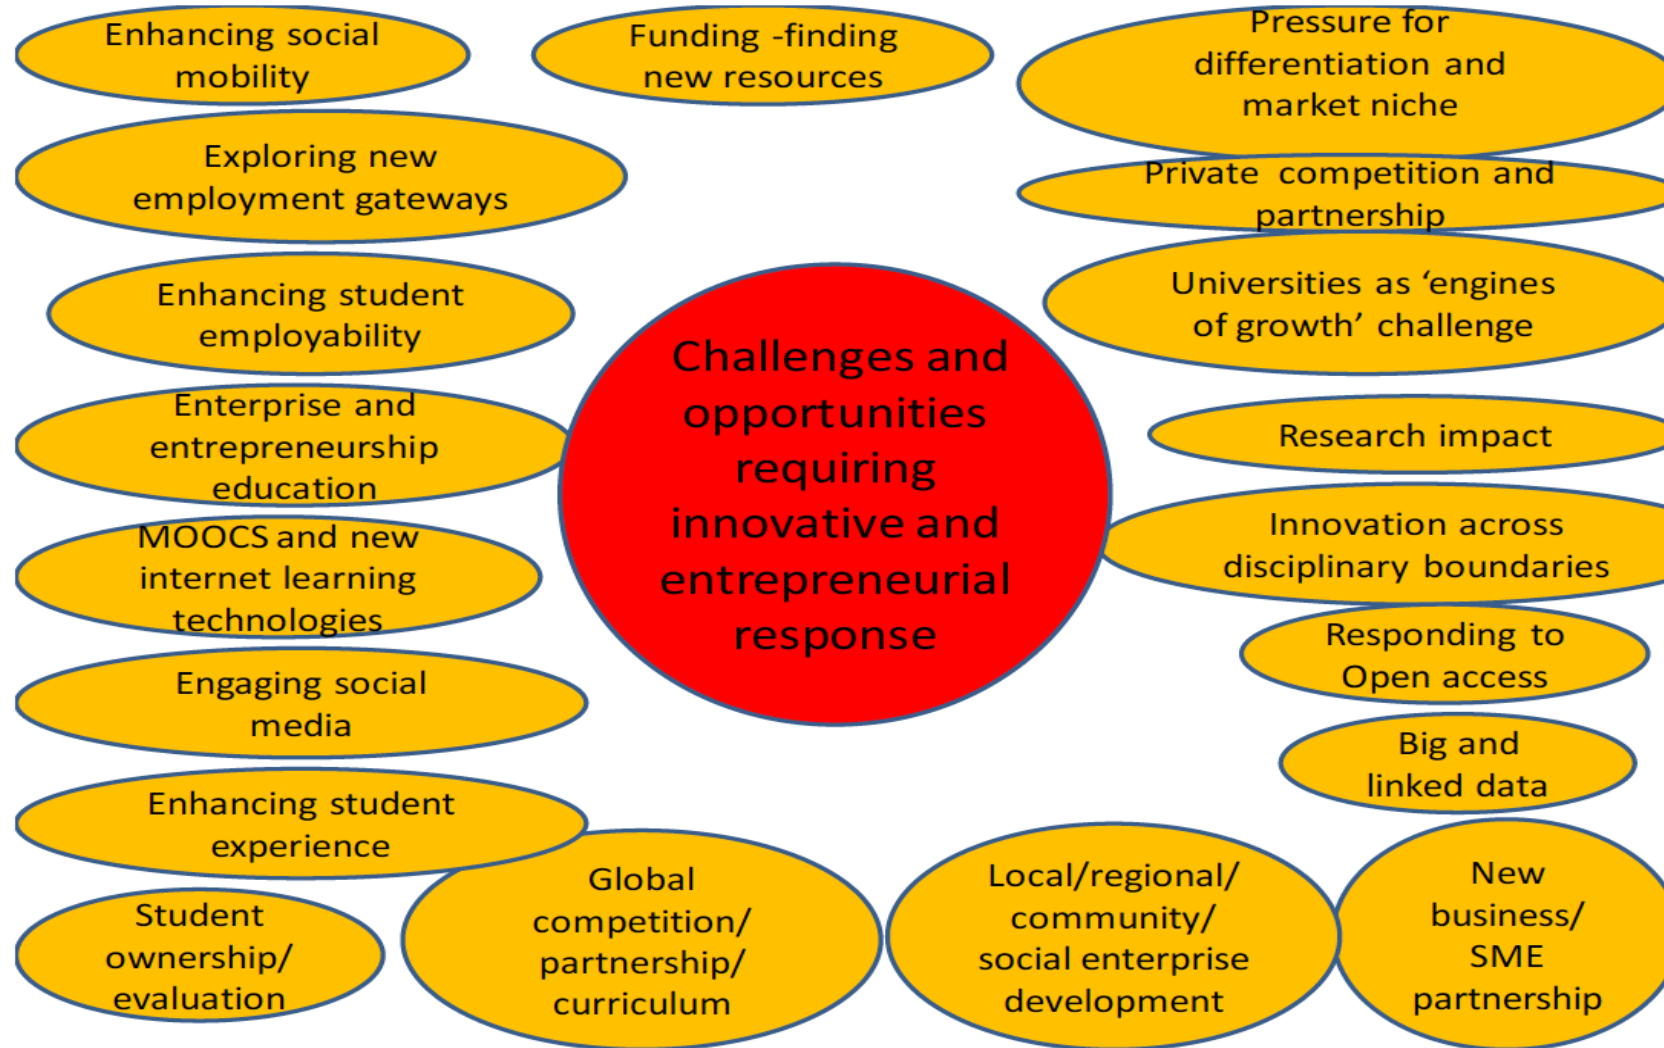 Enhancing social
mobility
Funding -finding
new resources
Pressure for
differentiation and
market niche
Exploring new
employment gateways
Private competition and
partnership
Enhancing student
employability
Universities as ‘engines
of growth’ challenge
Challenges and
opportunities
requiring
innovative and
entrepreneurial
response
Enterprise and
entrepreneurship
education
Research impact
MOOCS and new
internet learning
technologies
Innovation across
disciplinary boundaries
Engaging social
media
Responding to
Open access
Big and
linked data
Enhancing student
experience
Student
ownership/
evaluation
Global
competition/
partnership/
curriculum
Local/regional/
community/
social enterprise
development
New
business/
SME
partnership